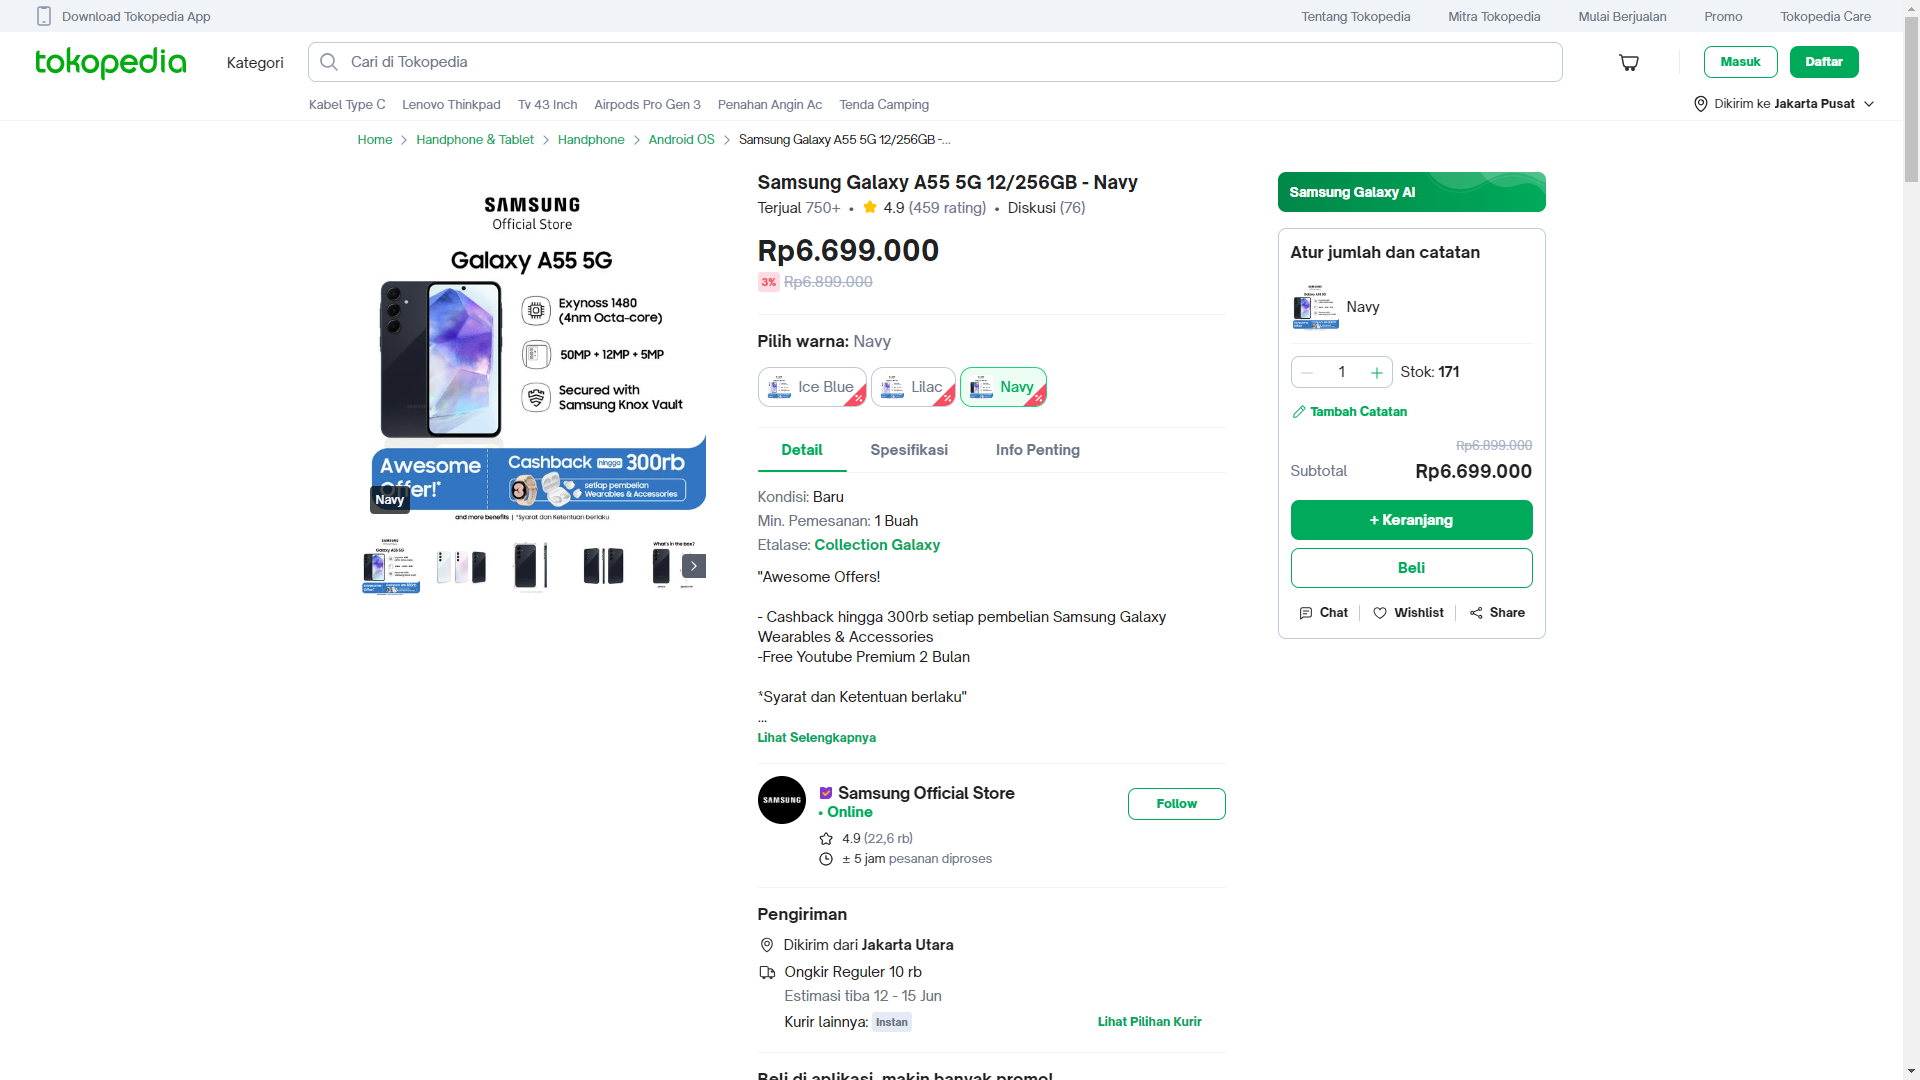 Download Tokopedia App
Tentang Tokopedia
Mitra Tokopedia
Mulai Berjualan
Promo
Tokopedia Care
tokopedia
Kategori
Cari di Tokopedia
Masuk
Daftar
Kabel Type C
Lenovo Thinkpad
Tv 43 Inch
Airpods Pro Gen 3
Penahan Angin Ac
Tenda Camping
Dikirim ke Jakarta Pusat
Home
Handphone & Tablet
Handphone
Android OS
Samsung Galaxy A55 5G 12/256GB -...
SAMSUNG
Official Store
Galaxy A55 5G
Exynoss 1480
(4nm Octa-core)
50MP + 12MP + 5MP
Secured with
Samsung Knox Vault
Awesome
Offer!*
Cashback hingga 300rb
setiap pembelian
Wearables & Accessories
Navy
and more benefits | *Syarat dan Ketentuan berlaku
What's in the box?
Samsung Galaxy A55 5G 12/256GB - Navy
Terjual 750+ • 4.9 (459 rating) • Diskusi (76)
Rp6.699.000
3% Rp6.899.000
Pilih warna: Navy
Ice Blue
Lilac
Navy
Detail
Spesifikasi
Info Penting
Kondisi: Baru
Min. Pemesanan: 1 Buah
Etalase: Collection Galaxy
"Awesome Offers!
- Cashback hingga 300rb setiap pembelian Samsung Galaxy
Wearables & Accessories
-Free Youtube Premium 2 Bulan
*Syarat dan Ketentuan berlaku"
...
Lihat Selengkapnya
SAMSUNG
Samsung Official Store
• Online
Follow
4.9 (22,6 rb)
± 5 jam pesanan diproses
Pengiriman
Dikirim dari Jakarta Utara
Ongkir Reguler 10 rb
Estimasi tiba 12 - 15 Jun
Kurir lainnya: Instan
Lihat Pilihan Kurir
Beli di aplikasi, makin banyak promo!
Samsung Galaxy AI
Atur jumlah dan catatan
Navy
1
Stok: 171
Tambah Catatan
Rp6.899.000
Subtotal
Rp6.699.000
+ Keranjang
Beli
Chat
Wishlist
Share